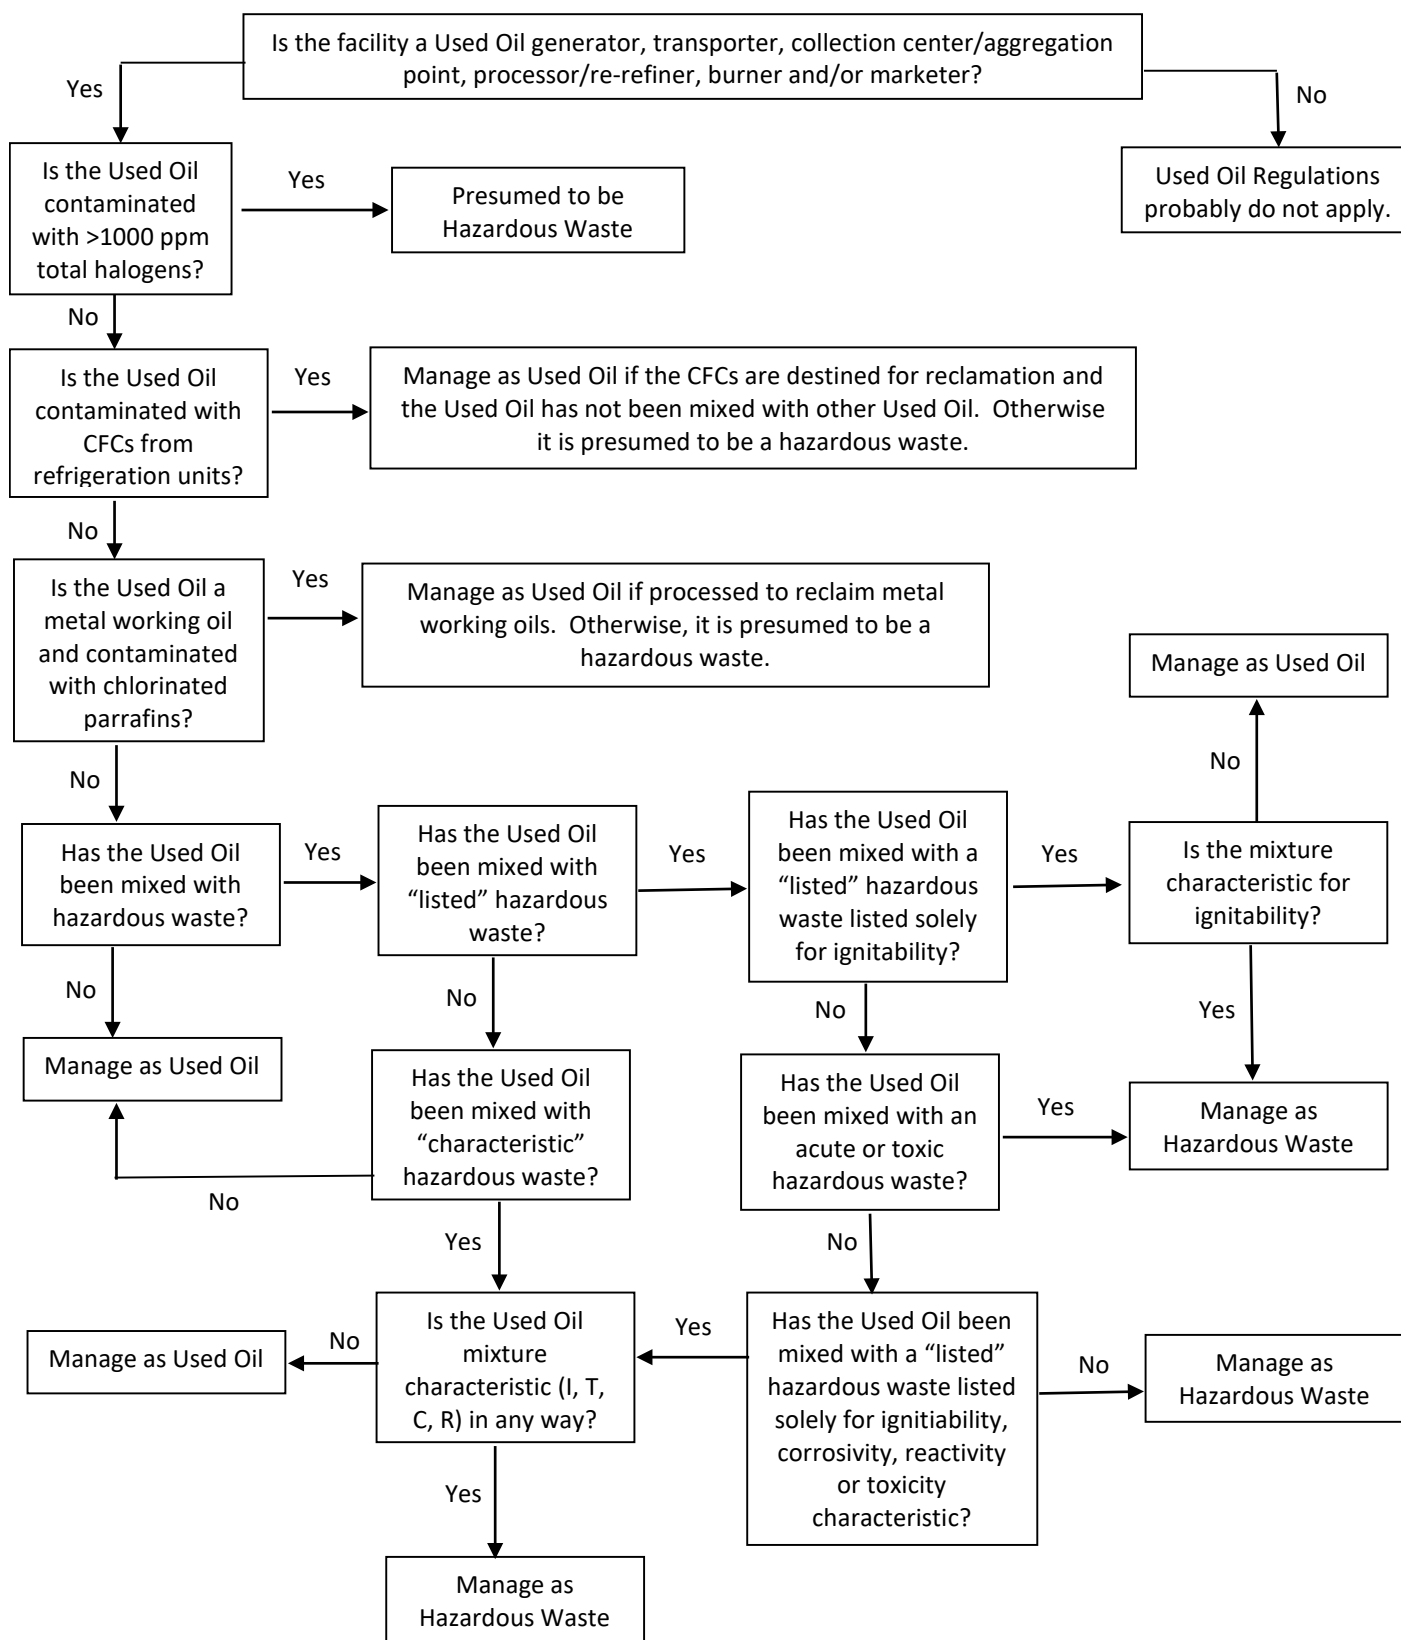 Is the facility a Used Oil generator, transporter, collection center/aggregation
point, processor/re-refiner, burner and/or marketer?
Yes
No
Is the Used Oil
contaminated
with >1000 ppm
total halogens?
Yes
Presumed to be
Hazardous Waste
Used Oil Regulations
probably do not apply.
No
Is the Used Oil
contaminated with
CFCs from
refrigeration units?
Yes
Manage as Used Oil if the CFCs are destined for reclamation and
the Used Oil has not been mixed with other Used Oil.  Otherwise
it is presumed to be a hazardous waste.
No
Is the Used Oil a
metal working oil
and contaminated
with chlorinated
parrafins?
Yes
Manage as Used Oil if processed to reclaim metal
working oils.  Otherwise, it is presumed to be a
hazardous waste.
Manage as Used Oil
No
No
Has the Used Oil
been mixed with
hazardous waste?
Yes
Has the Used Oil
been mixed with
“listed” hazardous
waste?
Yes
Has the Used Oil
been mixed with a
“listed” hazardous
waste listed solely
for ignitability?
Yes
Is the mixture
characteristic for
ignitability?
No
No
No
Yes
Manage as Used Oil
Has the Used Oil
been mixed with
“characteristic”
hazardous waste?
Has the Used Oil
been mixed with an
acute or toxic
hazardous waste?
Yes
Manage as
Hazardous Waste
No
Yes
No
Manage as Used Oil
No
Is the Used Oil
mixture
characteristic (I, T,
C, R) in any way?
Yes
Has the Used Oil been
mixed with a “listed”
hazardous waste listed
solely for ignitiability,
corrosivity, reactivity
or toxicity
characteristic?
No
Manage as
Hazardous Waste
Yes
Manage as
Hazardous Waste